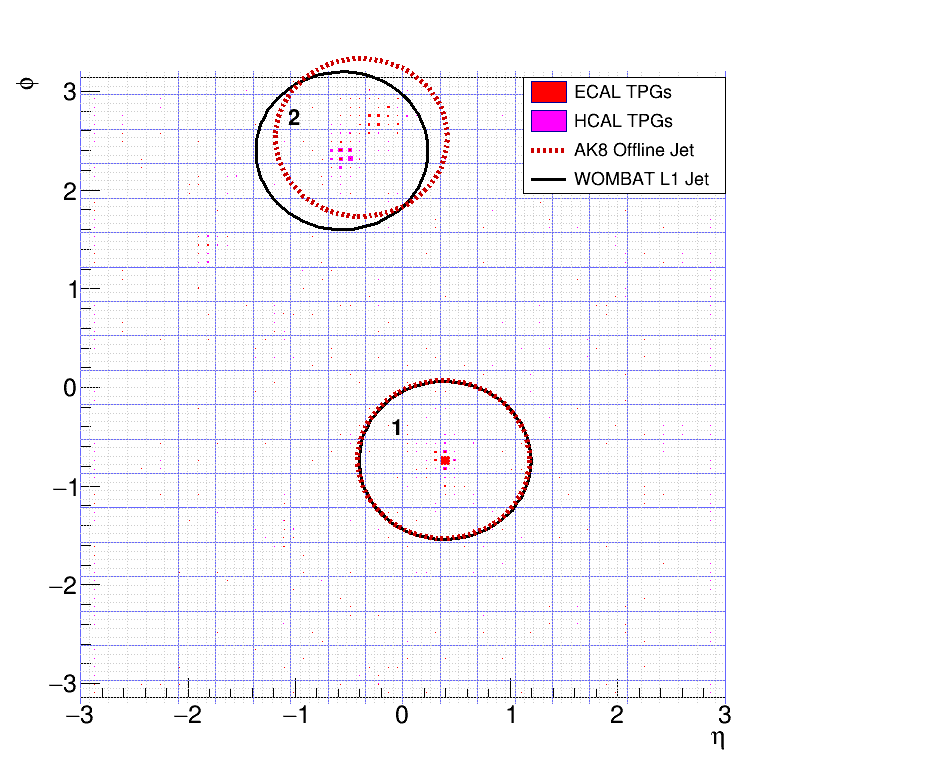 ϕ
3
2
1
0
−1
−2
−3
2
1
ECAL TPGs
HCAL TPGs
AK8 Offline Jet
WOMBAT L1 Jet
−3 −2 −1 0 1 2 3
η